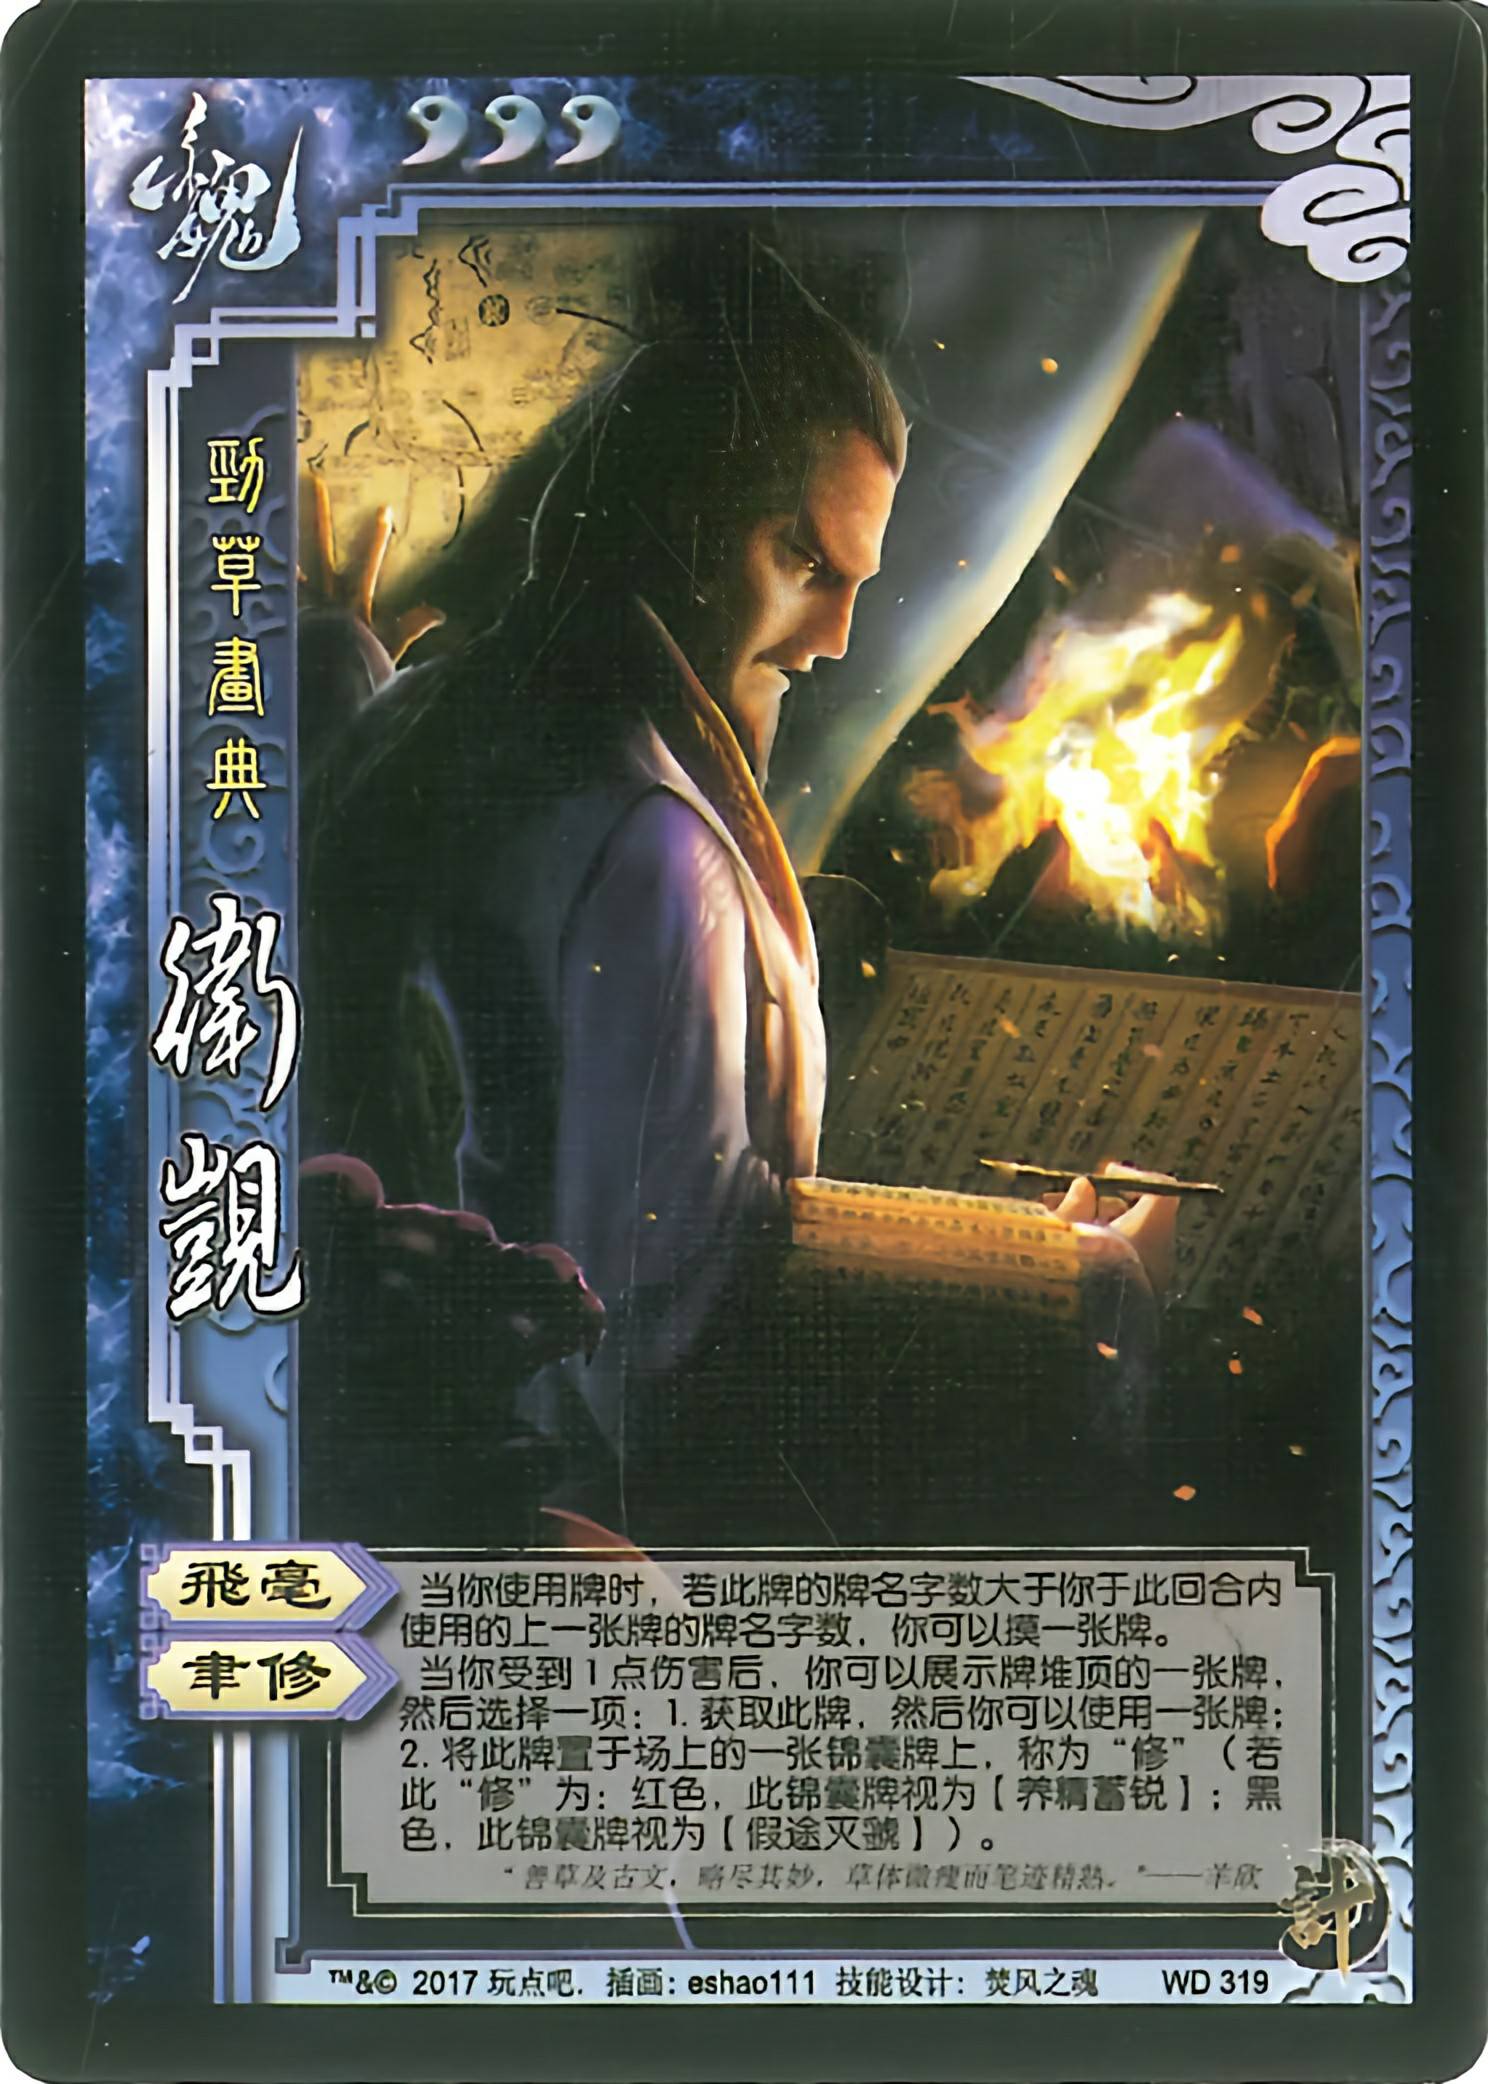 魏
勁草書典
衛覬
飛毫
当你使用牌时，若此牌的牌名字数大于你于此回合内
使用的上一张牌的牌名字数，你可以摸一张牌。
聿修
当你受到1点伤害后，你可以展示牌堆顶的一张牌，
然后选择一项：1.获取此牌，然后你可以使用一张牌；
2.将此牌置于场上的一张锦囊牌上，称为“修”（若
此“修”为：红色，此锦囊牌视为【养精蓄锐】；黑
色，此锦囊牌视为【假途灭虢】）。
“善草及古文，略尽其妙，草体微瘦而笔迹精熟。”——羊欣
計
™&© 2017 玩点吧．插画：eshao111 技能设计：焚风之魂 WD 319